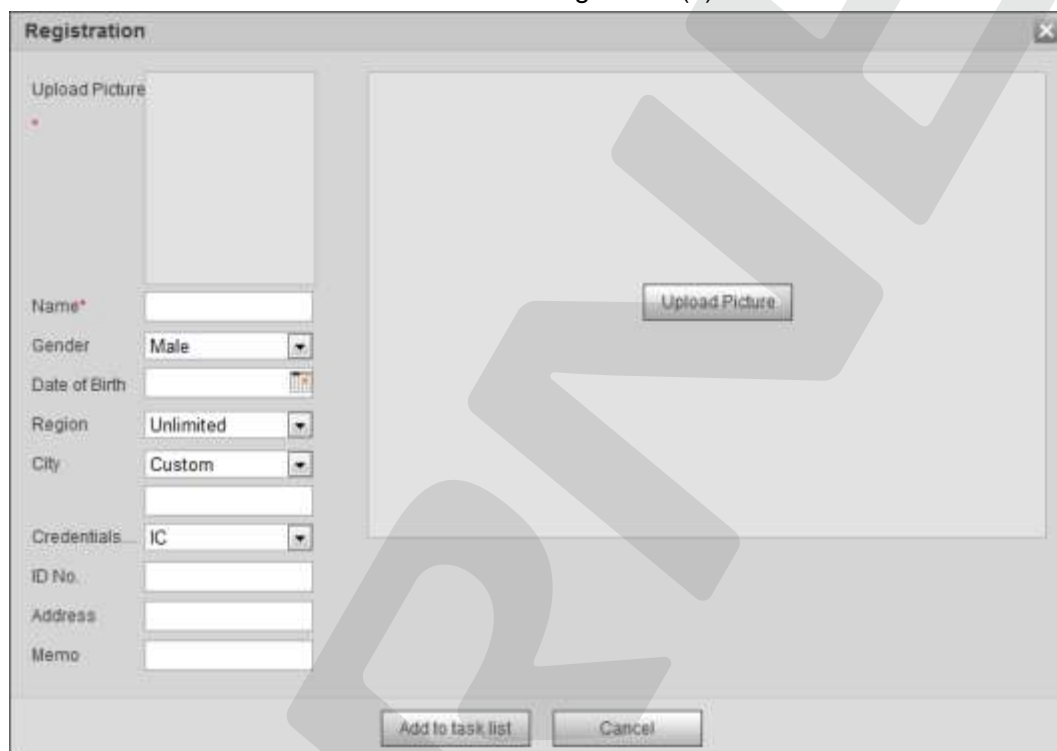 Registration
Upload Picture
*
Upload Picture
Name*
Gender Male
Date of Birth
Region Unlimited
City Custom
Credentials... IC
ID No.
Address
Memo
Add to task list Cancel